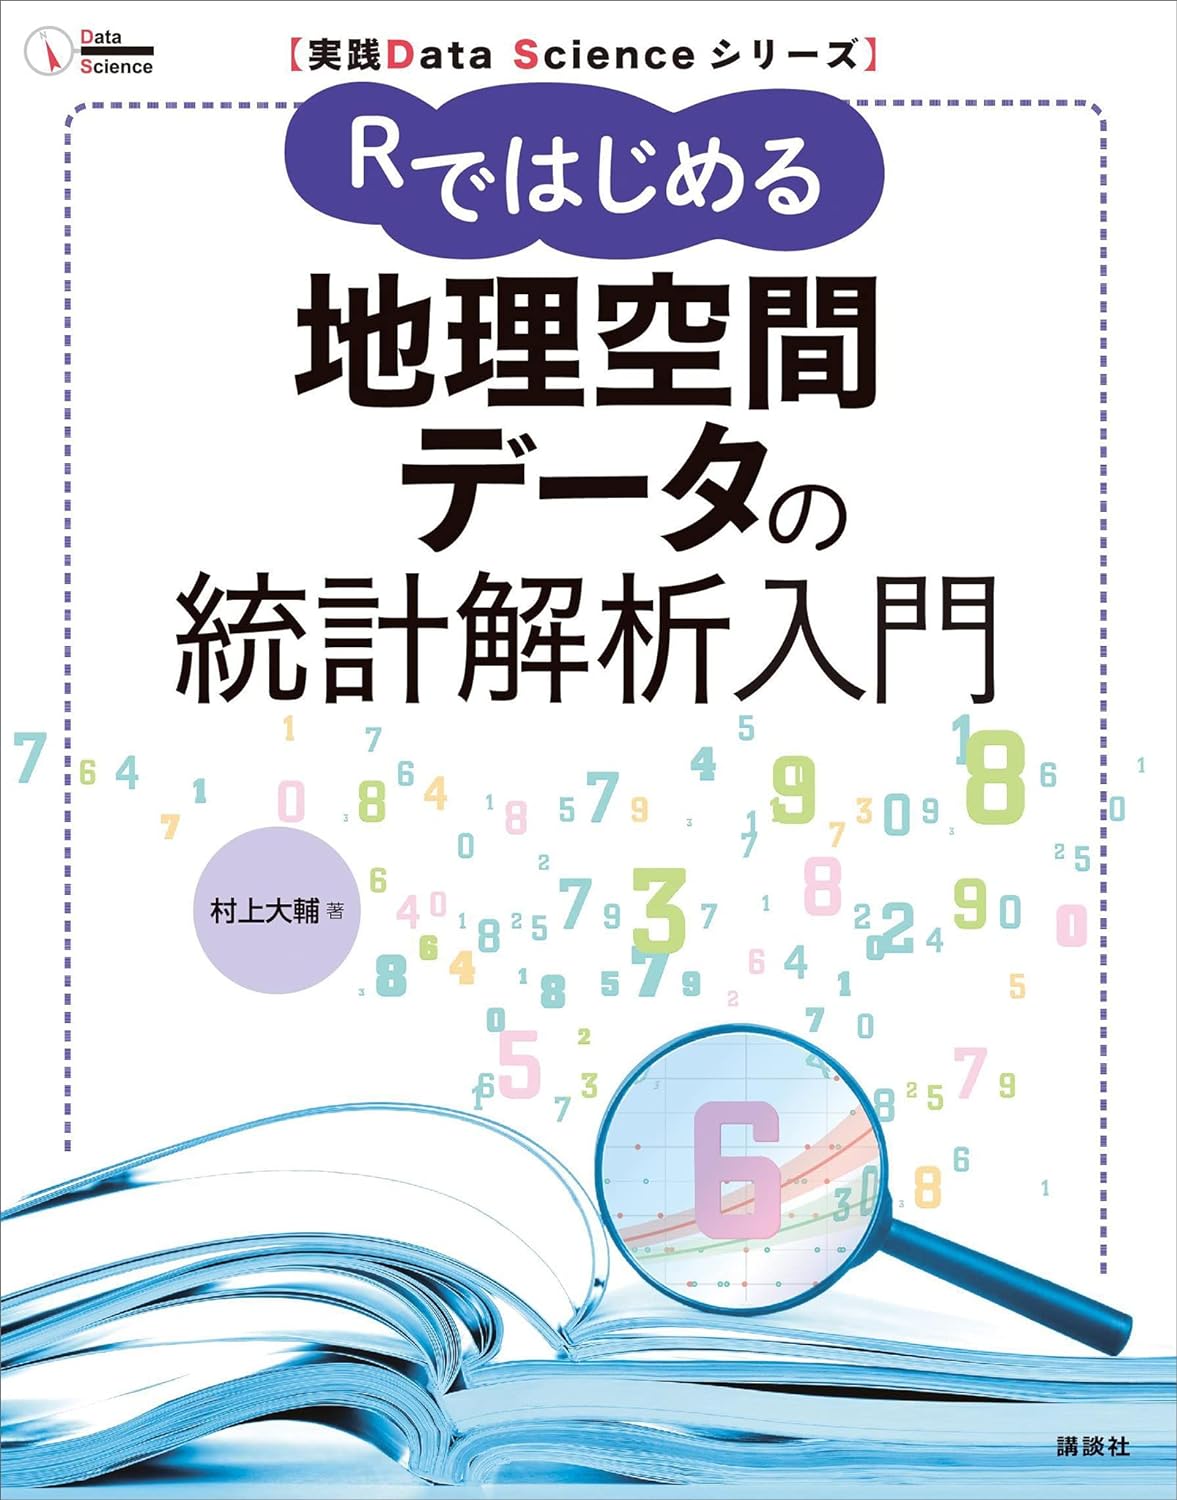 Data
Science
【実践Data Scienceシリーズ】
Rではじめる
地理空間
データの
統計解析入門
村上大輔 著
講談社